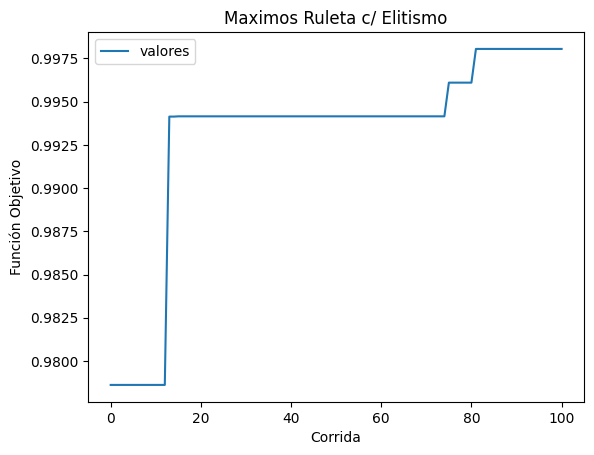 Maximos Ruleta c/ Elitismo
valores
Función Objetivo
0.9975
0.9950
0.9925
0.9900
0.9875
0.9850
0.9825
0.9800
0 20 40 60 80 100
Corrida